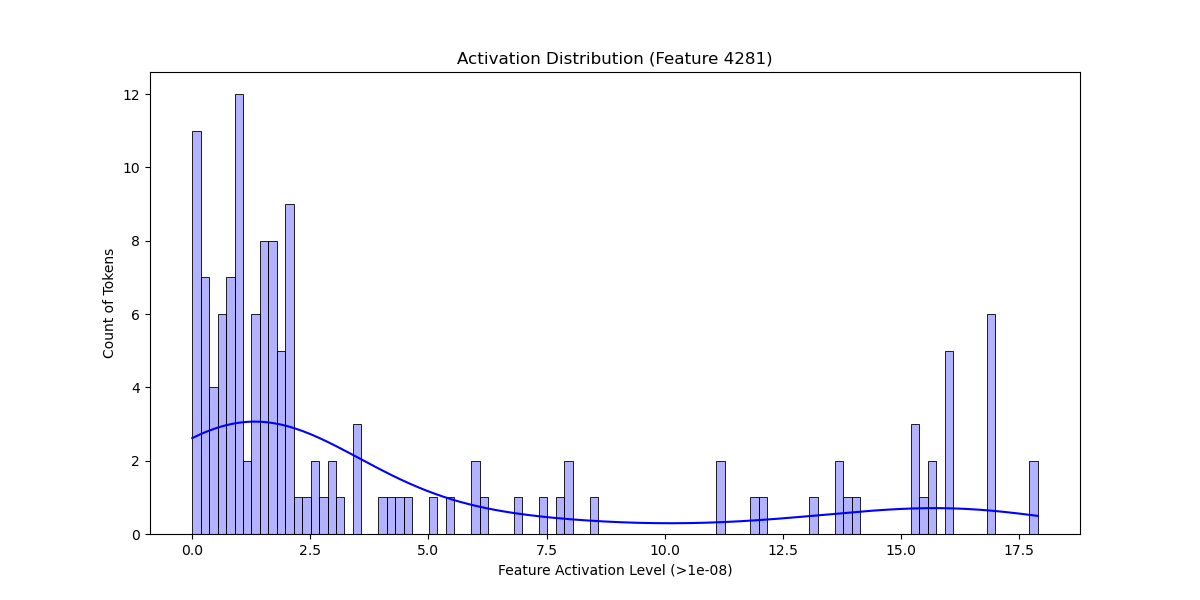 Activation Distribution (Feature 4281)
12
10
8
6
4
2
0
Count of Tokens
0.0 2.5 5.0 7.5 10.0 12.5 15.0 17.5
Feature Activation Level (>1e-08)